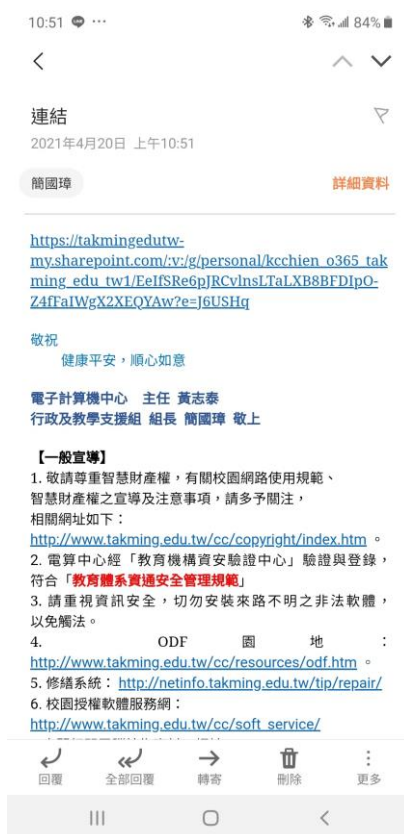 10:51 84%
連結
2021年4月20日 上午10:51
簡國璋 詳細資料
https://takmingedutw-
my.sharepoint.com/:v:/g/personal/kcchien_o365_tak
ming_edu_tw1/EeIfSRe6pJRCvlnsLTaLXB8BFDIpO-
Z4fFaIWgX2XEQYAw?e=J6USHq
敬祝
健康平安，順心如意
電子計算機中心 主任 黃志泰
行政及教學支援組 組長 簡國璋 敬上
【一般宣導】
1. 敬請尊重智慧財產權，有關校園網路使用規範、
智慧財產權之宣導及注意事項，請多予關注，
相關網址如下：
http://www.takming.edu.tw/cc/copyright/index.htm 。
2. 電算中心經「教育機構資安驗證中心」驗證與登錄，
符合「教育體系資通安全管理規範」
3. 請重視資訊安全，切勿安裝來路不明之非法軟體，
以免觸法。
4. ODF 園 地 ：
http://www.takming.edu.tw/cc/resources/odf.htm 。
5. 修繕系統： http://netinfo.takming.edu.tw/tip/repair/
6. 校園授權軟體服務網：
http://www.takming.edu.tw/cc/soft_service/
回覆 全部回覆 轉寄 刪除 更多